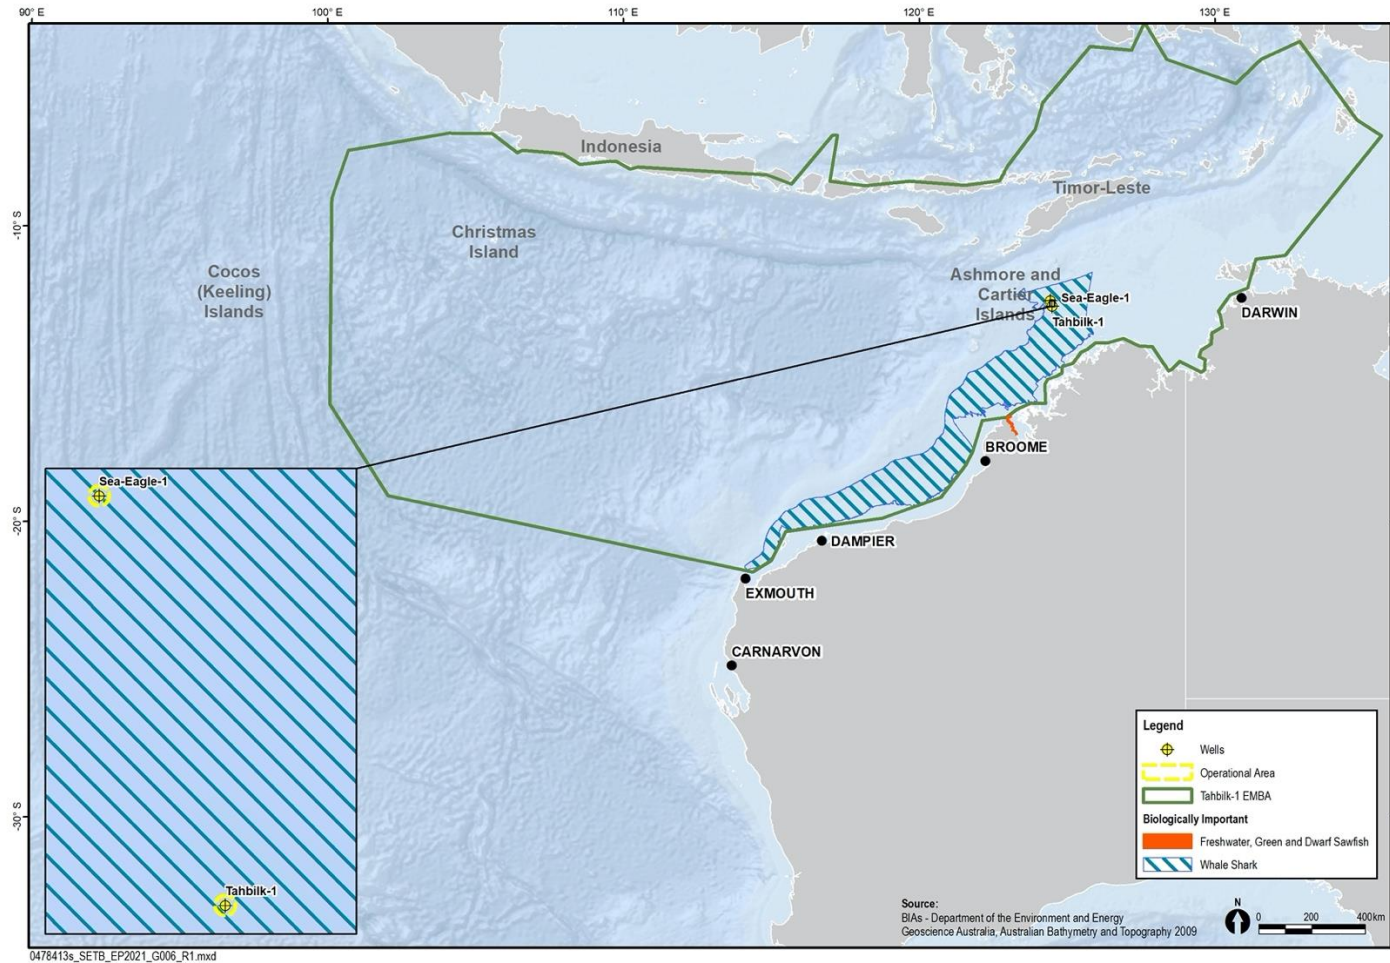 90° E
100° E
110° E
120° E
130° E
-10° S
-20° S
-30° S
Indonesia
Timor-Leste
Christmas
Island
Cocos
(Keeling)
Islands
Ashmore and
Cartier
Islands
Sea-Eagle-1
Tahbilk-1
DARWIN
BROOME
DAMPIER
EXMOUTH
CARNARVON
Sea-Eagle-1
Tahbilk-1
Legend
Wells
Operational Area
Tahbilk-1 EMBA
Biologically Important
Freshwater, Green and Dwarf Sawfish
Whale Shark
Source:
BIAs - Department of the Environment and Energy
Geoscience Australia, Australian Bathymetry and Topography 2009
N
0 200 400km
0478413s_SETB_EP2021_G006_R1.mxd